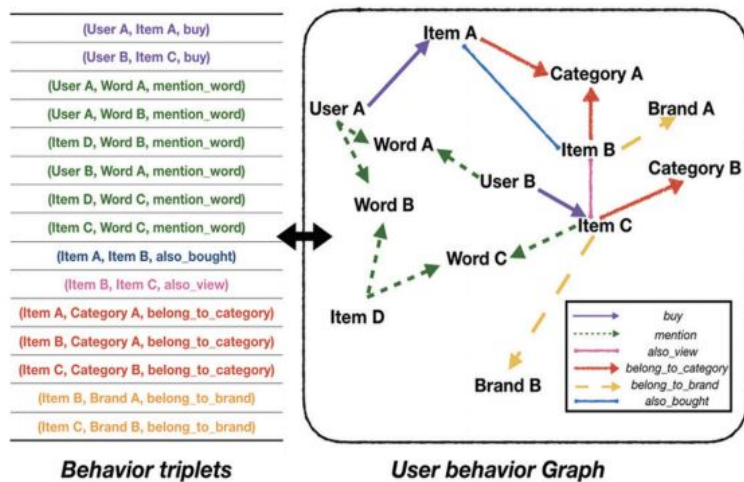 (User A, Item A, buy)
(User B, Item C, buy)
(User A, Word A, mention_word)
(User A, Word B, mention_word)
(Item D, Word B, mention_word)
(User B, Word A, mention_word)
(Item D, Word C, mention_word)
(Item C, Word C, mention_word)
(Item A, Item B, also_bought)
(Item B, Item C, also_view)
(Item A, Category A, belong_to_category)
(Item B, Category A, belong_to_category)
(Item C, Category B, belong_to_category)
(Item B, Brand A, belong_to_brand)
(Item C, Brand B, belong_to_brand)
Behavior triplets
Item A
Category A
User A
Brand A
Word A
Item B
Category B
User B
Word B
Item C
Word C
Item D
Brand B
buy
mention
also_view
belong_to_category
belong_to_brand
also_bought
User behavior Graph